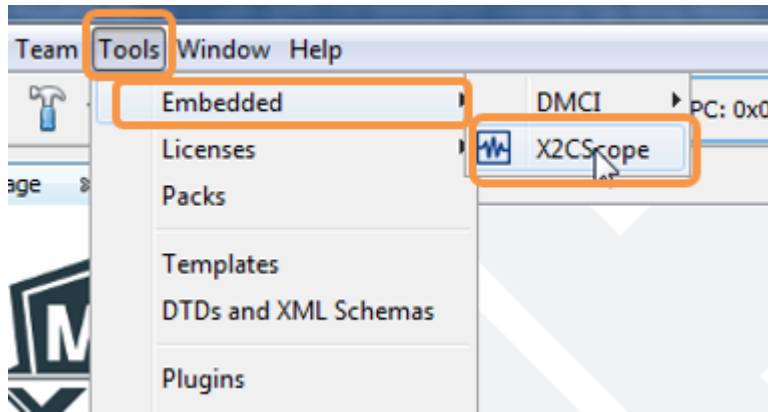 Team Tools Window Help
Embedded
DMCI
PC: 0x0
Licenses
X2CScope
age
Packs
Templates
DTDs and XML Schemas
Plugins